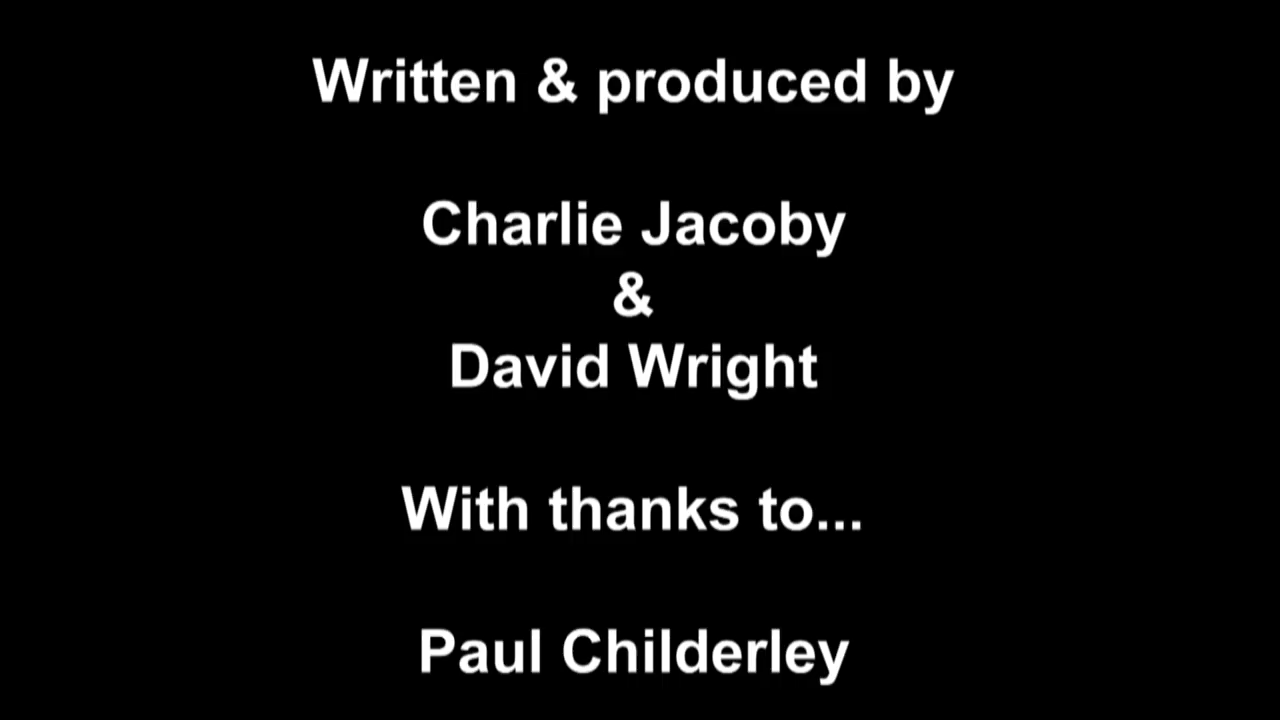 Written & produced by
Charlie Jacoby
&
David Wright
With thanks to...
Paul Childerley